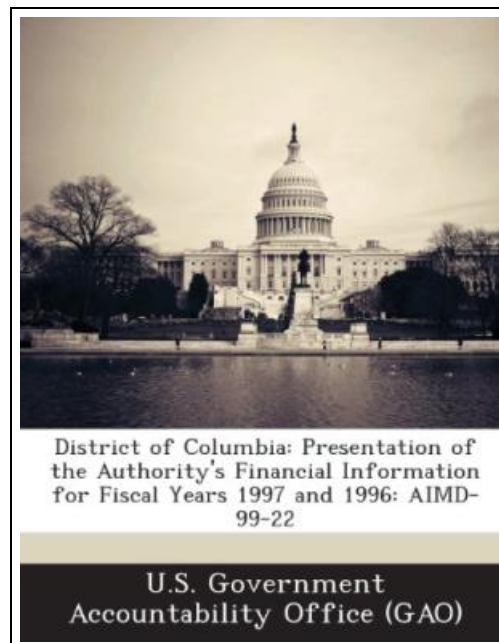 District of Columbia: Presentation of
the Authority's Financial Information
for Fiscal Years 1997 and 1996: AIMD-
99-22
U.S. Government
Accountability Office (GAO)